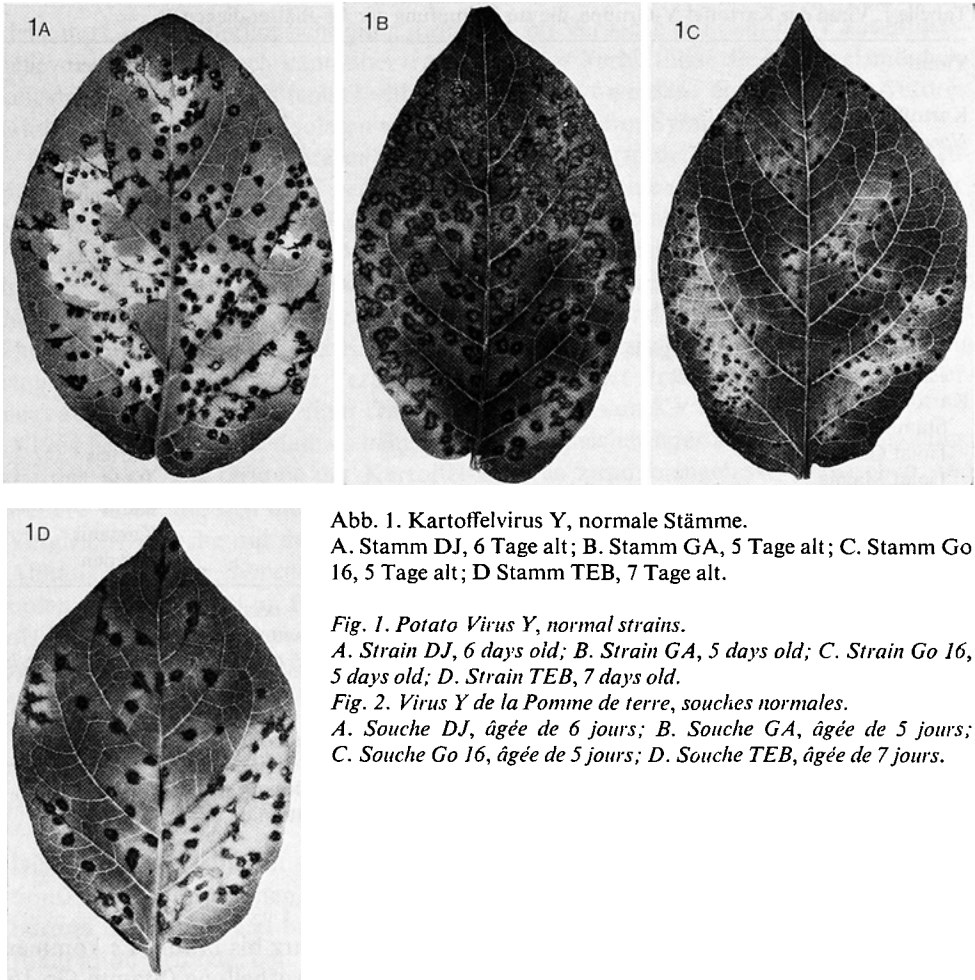 1A
1B
1C
1D
Abb. 1. Kartoffelvirus Y, normale Stämme.
A. Stamm DJ, 6 Tage alt; B. Stamm GA, 5 Tage alt; C. Stamm Go
16, 5 Tage alt; D Stamm TEB, 7 Tage alt.
Fig. 1. Potato Virus Y, normal strains.
A. Strain DJ, 6 days old; B. Strain GA, 5 days old; C. Strain Go 16,
5 days old; D. Strain TEB, 7 days old.
Fig. 2. Virus Y de la Pomme de terre, souches normales.
A. Souche DJ, âgée de 6 jours; B. Souche GA, âgée de 5 jours;
C. Souche Go 16, âgée de 5 jours; D. Souche TEB, âgée de 7 jours.